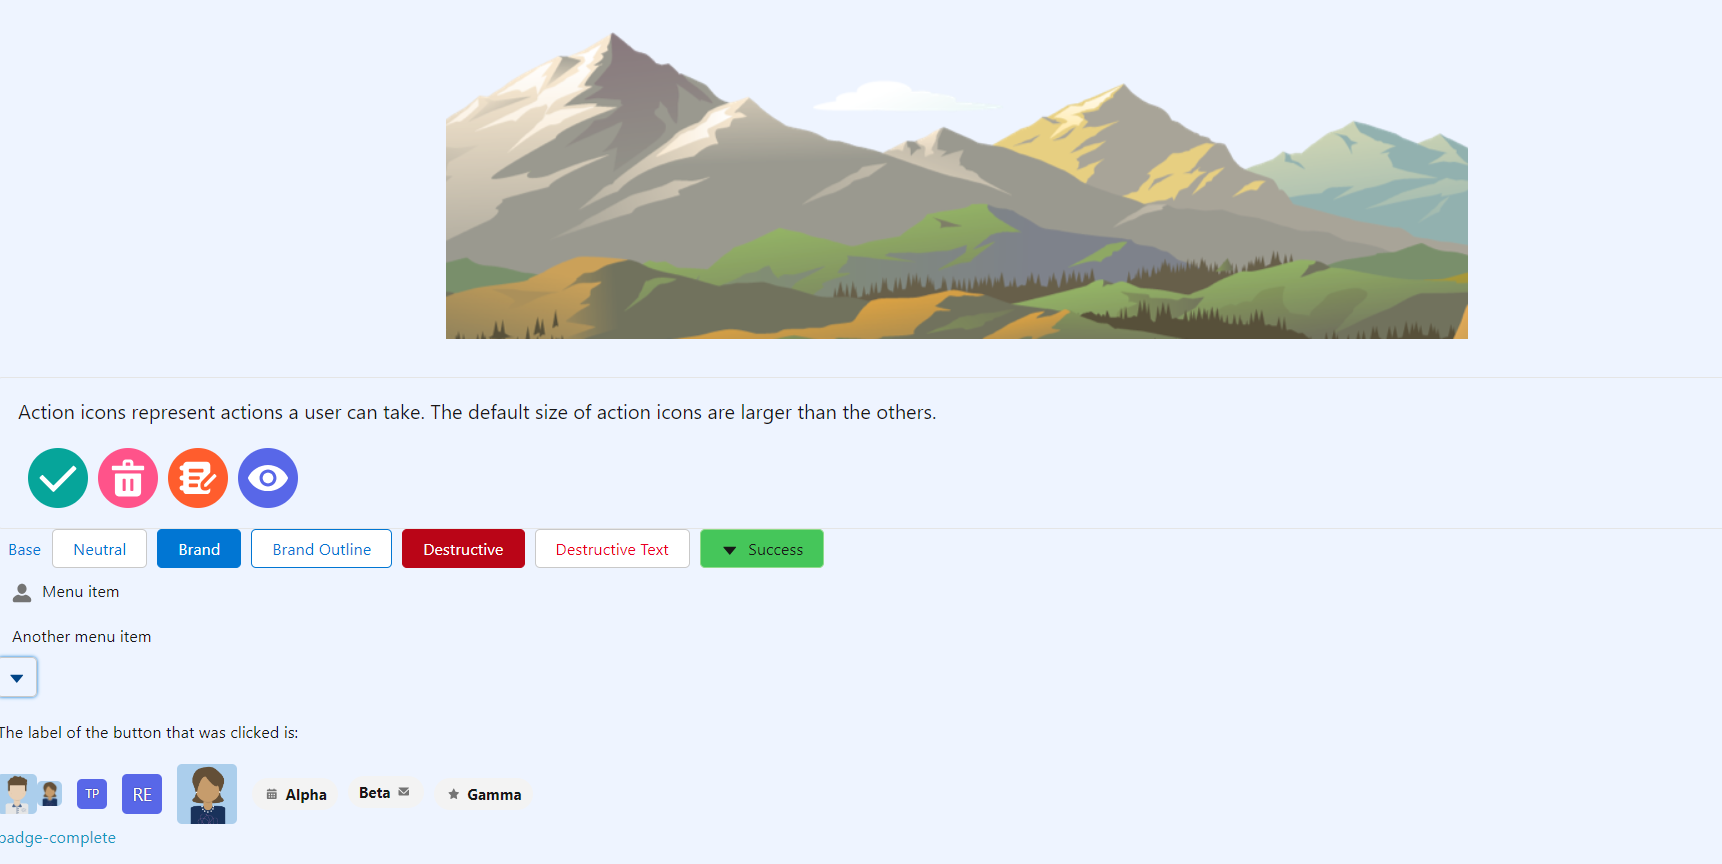 Action icons represent actions a user can take. The default size of action icons are larger than the others.
Base Neutral Brand Brand Outline Destructive Destructive Text Success
Menu item
Another menu item
The label of the button that was clicked is:
TP RE Alpha Beta Gamma
badge-complete